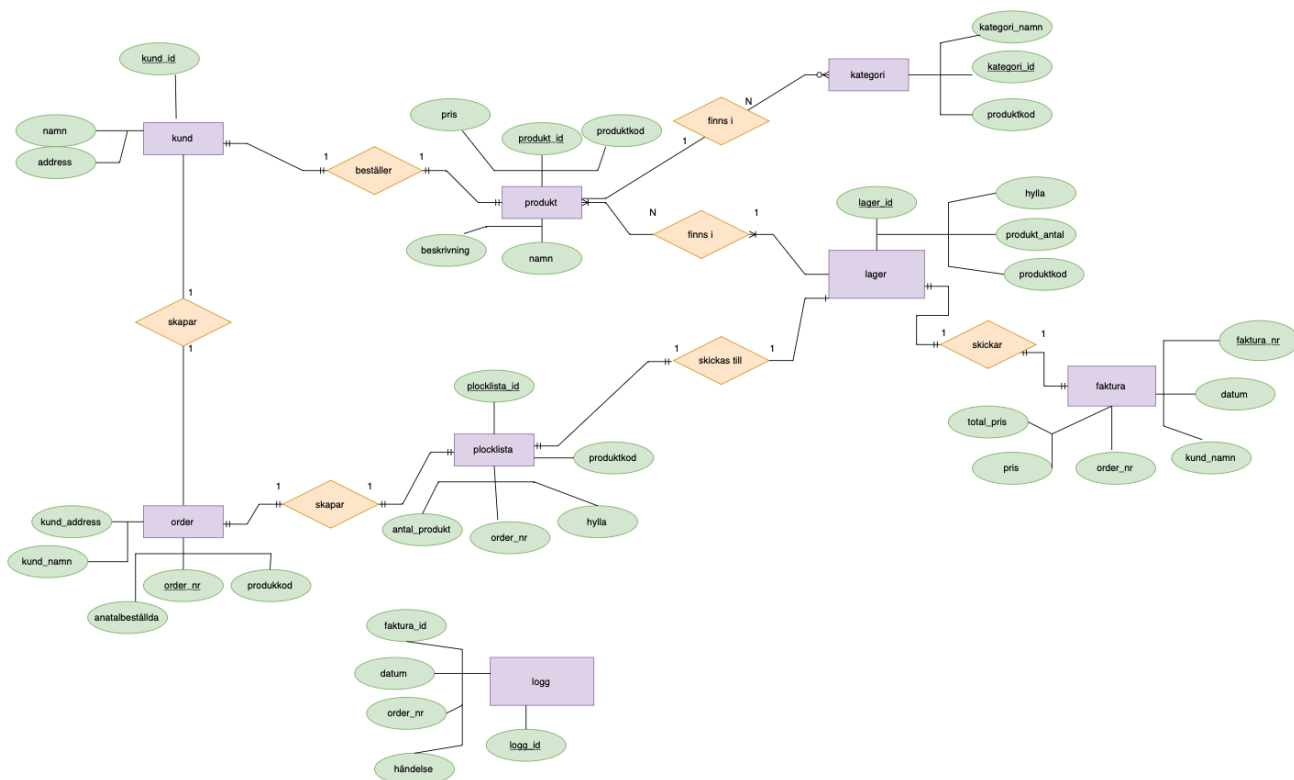 kategori_namn
kund_id
kategori_id
kategori
N
pris
produktkod
finns i
produktkod
namn
produkt_id
kund
address
1
1
1
beställer
hylla
produkt
lager_id
N
1
produkt_antal
finns i
beskrivning
namn
produktkod
lager
1
skapar
1
1
1
skickar
faktura_nr
1
1
skickas till
plocklista_id
faktura
datum
total_pris
plocklista
produktkod
kund_namn
pris
order_nr
1
1
skapar
order
kund_address
antal_produkt
hylla
order_nr
kund_namn
order_nr
produkkod
anatalbeställda
faktura_id
datum
logg
order_nr
logg_id
händelse